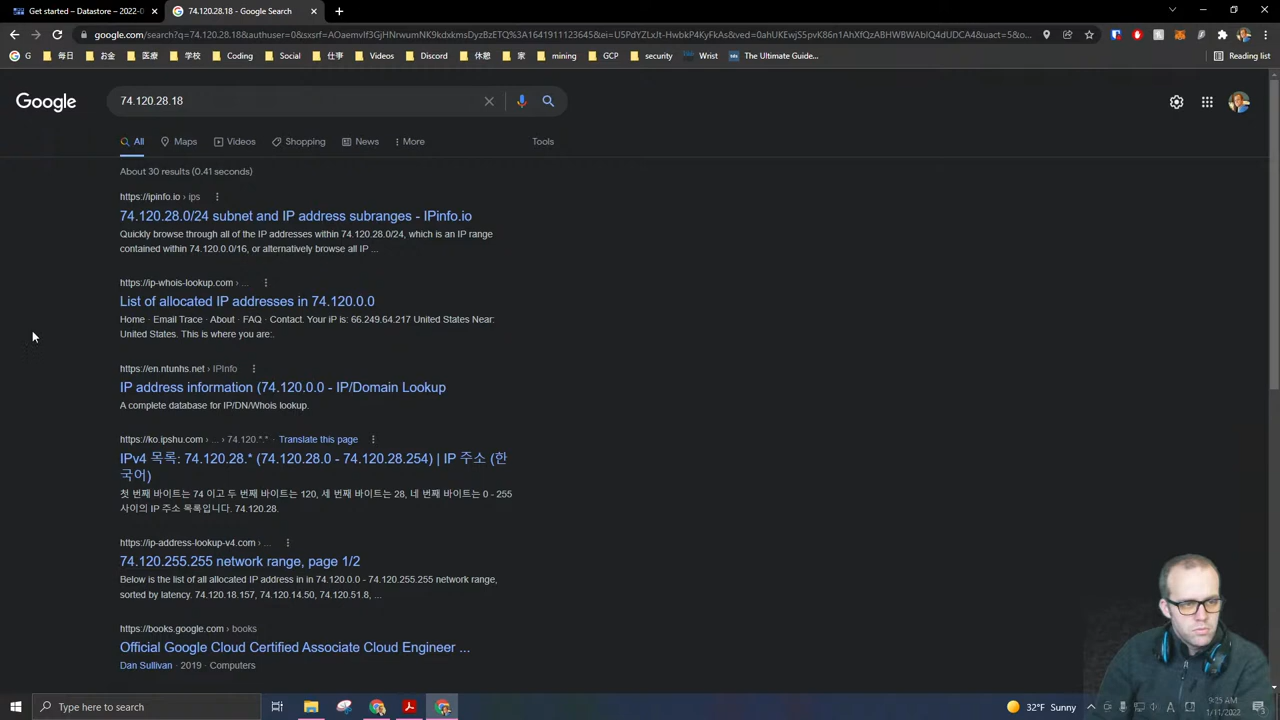 Get started – Datastore – 2022-0
74.120.28.18 - Google Search
google.com/search?q=74.120.28.18&authuser=0&sxsrf=AOaemvIf3GjHNrwumNK9kdxkmsDyzBzETQ%3A1641911123645&ei=U5PdYZLxJt-HwbkP4KyFkAs&ved=0ahUKEwjS5pvK86n1AhXfQzABHWBWAbIQ4dUDCA4&uact=5&o...
G 毎日 お金 医療 学校 Coding Social 仕事 Videos Discord 休憩 家 mining GCP security Wrist The Ultimate Guide... Reading list
Google
74.120.28.18
All Maps Videos Shopping News More Tools
About 30 results (0.41 seconds)
https://ipinfo.io › ips
74.120.28.0/24 subnet and IP address subranges - IPinfo.io
Quickly browse through all of the IP addresses within 74.120.28.0/24, which is an IP range
contained within 74.120.0.0/16, or alternatively browse all IP ...
https://ip-whois-lookup.com › ...
List of allocated IP addresses in 74.120.0.0
Home · Email Trace · About · FAQ · Contact. Your IP is: 66.249.64.217 United States Near:
United States. This is where you are:.
https://en.ntunhs.net › IPInfo
IP address information (74.120.0.0 - IP/Domain Lookup
A complete database for IP/DN/Whois lookup.
https://ko.ipshu.com › ... › 74.120.*.* Translate this page
IPv4 목록: 74.120.28.* (74.120.28.0 - 74.120.28.254) | IP 주소 (한
국어)
첫 번째 바이트는 74 이고 두 번째 바이트는 120, 세 번째 바이트는 28, 네 번째 바이트는 0 - 255
사이의 IP 주소 목록입니다. 74.120.28.
https://ip-address-lookup-v4.com › ...
74.120.255.255 network range, page 1/2
Below is the list of all allocated IP address in in 74.120.0.0 - 74.120.255.255 network range,
sorted by latency. 74.120.18.157, 74.120.14.50, 74.120.51.8, ...
https://books.google.com › books
Official Google Cloud Certified Associate Cloud Engineer ...
Dan Sullivan · 2019 · Computers
Type here to search
32°F Sunny
A
9:25 AM
1/11/2022
3